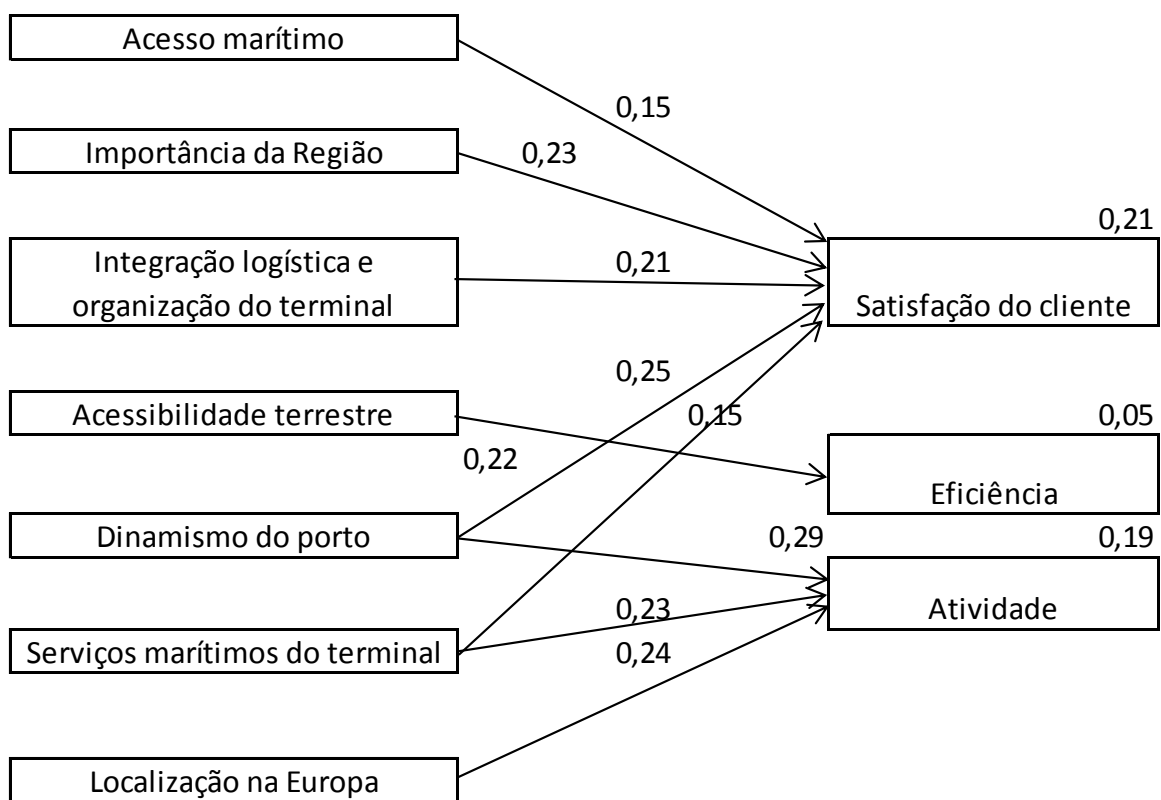 Acesso marítimo
0,15
Importância da Região
0,23
0,21
Integração logística e
organização do terminal
0,21
Satisfação do cliente
0,25
Acessibilidade terrestre
0,15
0,05
0,22
Eficiência
Dinamismo do porto
0,29
0,19
0,23
Atividade
Serviços marítimos do terminal
0,24
Localização na Europa